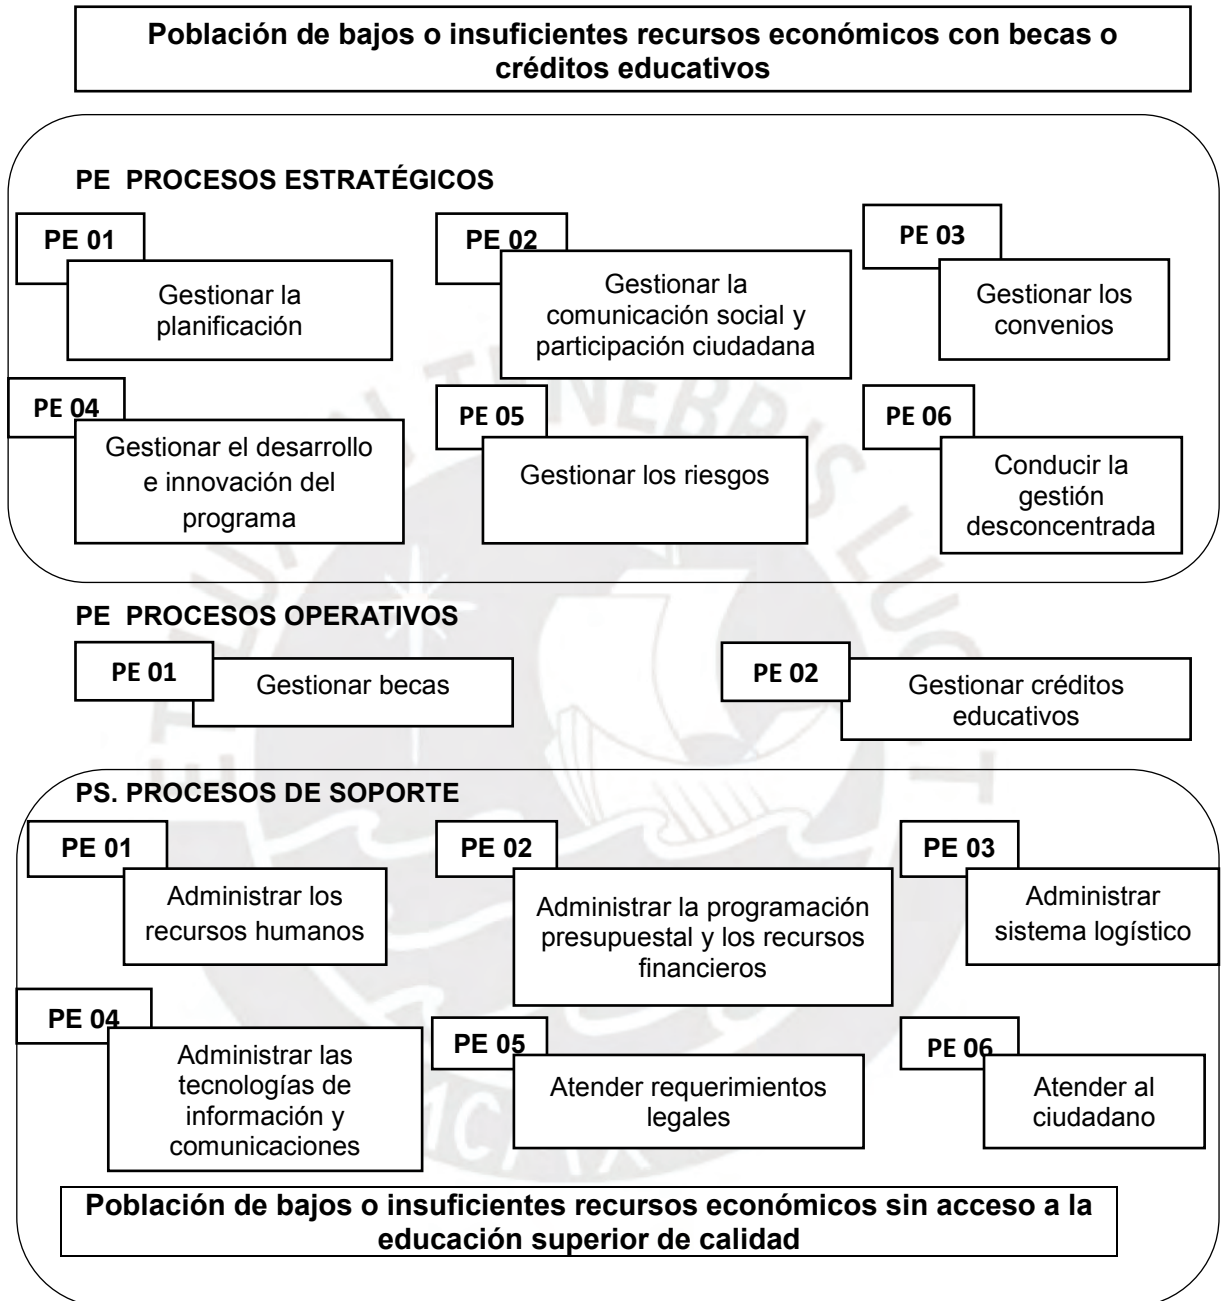 Población de bajos o insuficientes recursos económicos con becas o
créditos educativos
PE PROCESOS ESTRATÉGICOS
PE 01
Gestionar la
planificación
PE 02
Gestionar la
comunicación social y
participación ciudadana
PE 03
Gestionar los
convenios
PE 04
Gestionar el desarrollo
e innovación del
programa
PE 05
Gestionar los riesgos
PE 06
Conducir la
gestión
desconcentrada
PE PROCESOS OPERATIVOS
PE 01
Gestionar becas
PE 02
Gestionar créditos
educativos
PS. PROCESOS DE SOPORTE
PE 01
Administrar los
recursos humanos
PE 02
Administrar la programación
presupuestal y los recursos
financieros
PE 03
Administrar
sistema logístico
PE 04
Administrar las
tecnologías de
información y
comunicaciones
PE 05
Atender requerimientos
legales
PE 06
Atender al
ciudadano
Población de bajos o insuficientes recursos económicos sin acceso a la
educación superior de calidad